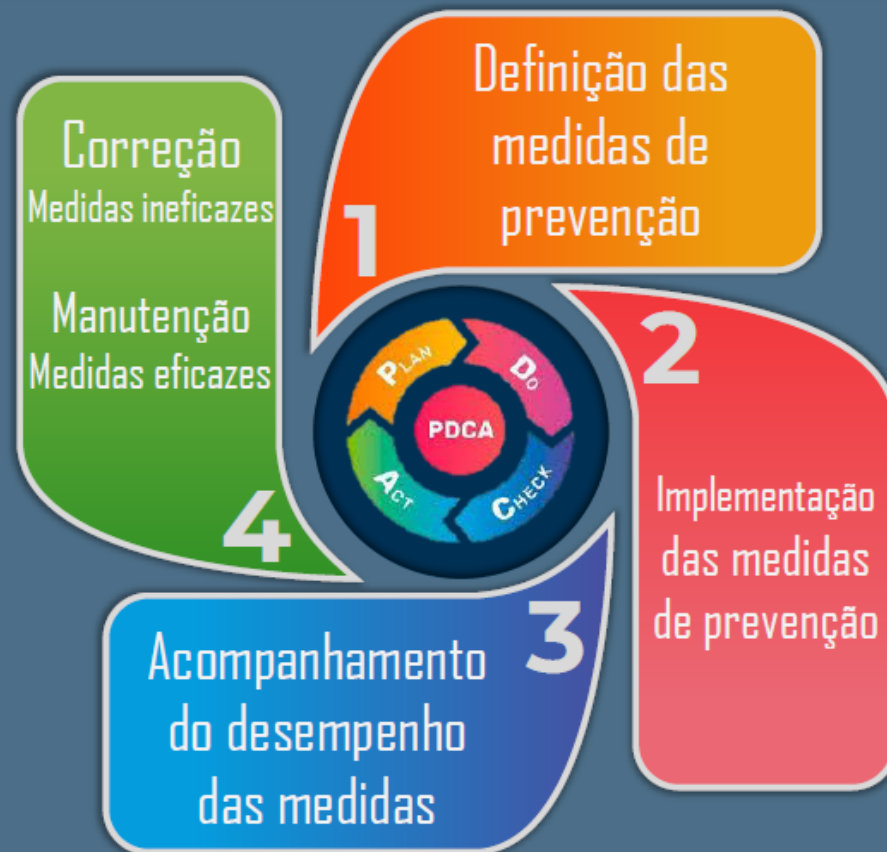 1
Definição das
medidas de
prevenção
2
Implementação
das medidas
de prevenção
3
Acompanhamento
do desempenho
das medidas
4
Correção
Medidas ineficazes
Manutenção
Medidas eficazes
PLAN
DO
CHECK
ACT
PDCA